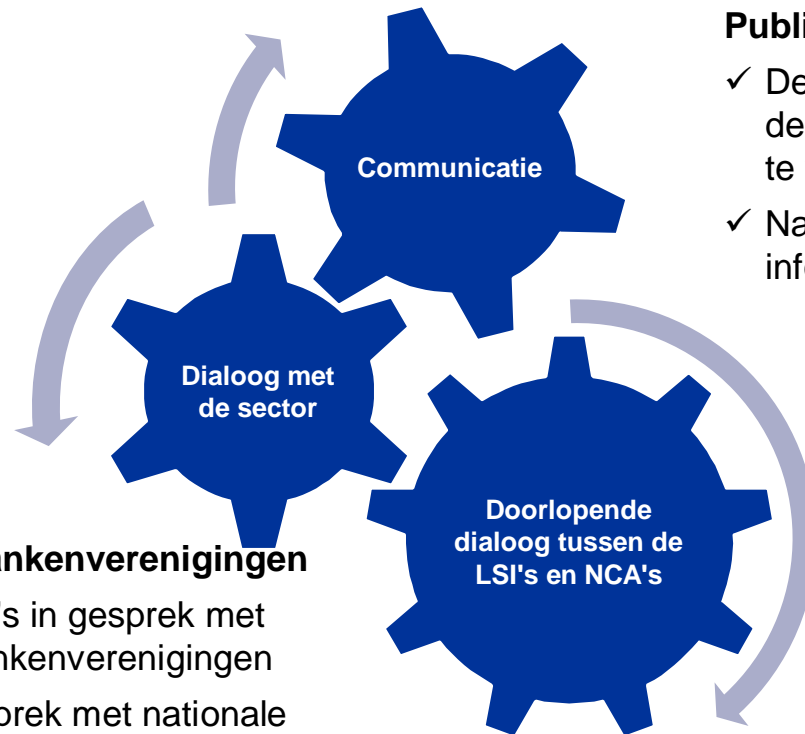 Publi
✓ De
de
te
✓ Na
inf
Communicatie
Dialoog met
de sector
Doorlopende
dialoog tussen de
LSI's en NCA's
ankenverenigingen
's in gesprek met
nkenverenigingen
prek met nationale